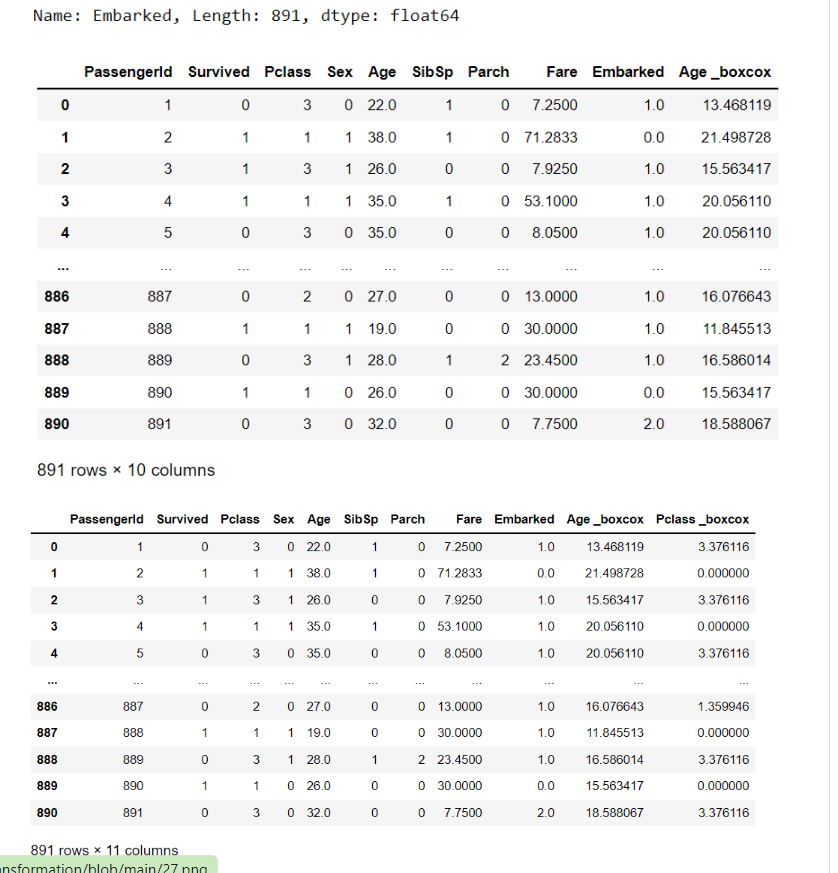 Name: Embarked, Length: 891, dtype: float64
PassengerId Survived Pclass Sex Age SibSp Parch Fare Embarked Age _boxcox
0 1 0 3 0 22.0 1 0 7.2500 1.0 13.468119
1 2 1 1 1 38.0 1 0 71.2833 0.0 21.498728
2 3 1 3 1 26.0 0 0 7.9250 1.0 15.563417
3 4 1 1 1 35.0 1 0 53.1000 1.0 20.056110
4 5 0 3 0 35.0 0 0 8.0500 1.0 20.056110
... ... ... ... ... ... ... ... ... ... ...
886 887 0 2 0 27.0 0 0 13.0000 1.0 16.076643
887 888 1 1 1 19.0 0 0 30.0000 1.0 11.845513
888 889 0 3 1 28.0 1 2 23.4500 1.0 16.586014
889 890 1 1 0 26.0 0 0 30.0000 0.0 15.563417
890 891 0 3 0 32.0 0 0 7.7500 2.0 18.588067
891 rows × 10 columns
PassengerId Survived Pclass Sex Age SibSp Parch Fare Embarked Age _boxcox Pclass _boxcox
0 1 0 3 0 22.0 1 0 7.2500 1.0 13.468119 3.376116
1 2 1 1 1 38.0 1 0 71.2833 0.0 21.498728 0.000000
2 3 1 3 1 26.0 0 0 7.9250 1.0 15.563417 3.376116
3 4 1 1 1 35.0 1 0 53.1000 1.0 20.056110 0.000000
4 5 0 3 0 35.0 0 0 8.0500 1.0 20.056110 3.376116
... ... ... ... ... ... ... ... ... ... ... ...
886 887 0 2 0 27.0 0 0 13.0000 1.0 16.076643 1.359946
887 888 1 1 1 19.0 0 0 30.0000 1.0 11.845513 0.000000
888 889 0 3 1 28.0 1 2 23.4500 1.0 16.586014 3.376116
889 890 1 1 0 26.0 0 0 30.0000 0.0 15.563417 0.000000
890 891 0 3 0 32.0 0 0 7.7500 2.0 18.588067 3.376116
891 rows × 11 columns
ansformation/blob/main/27.png